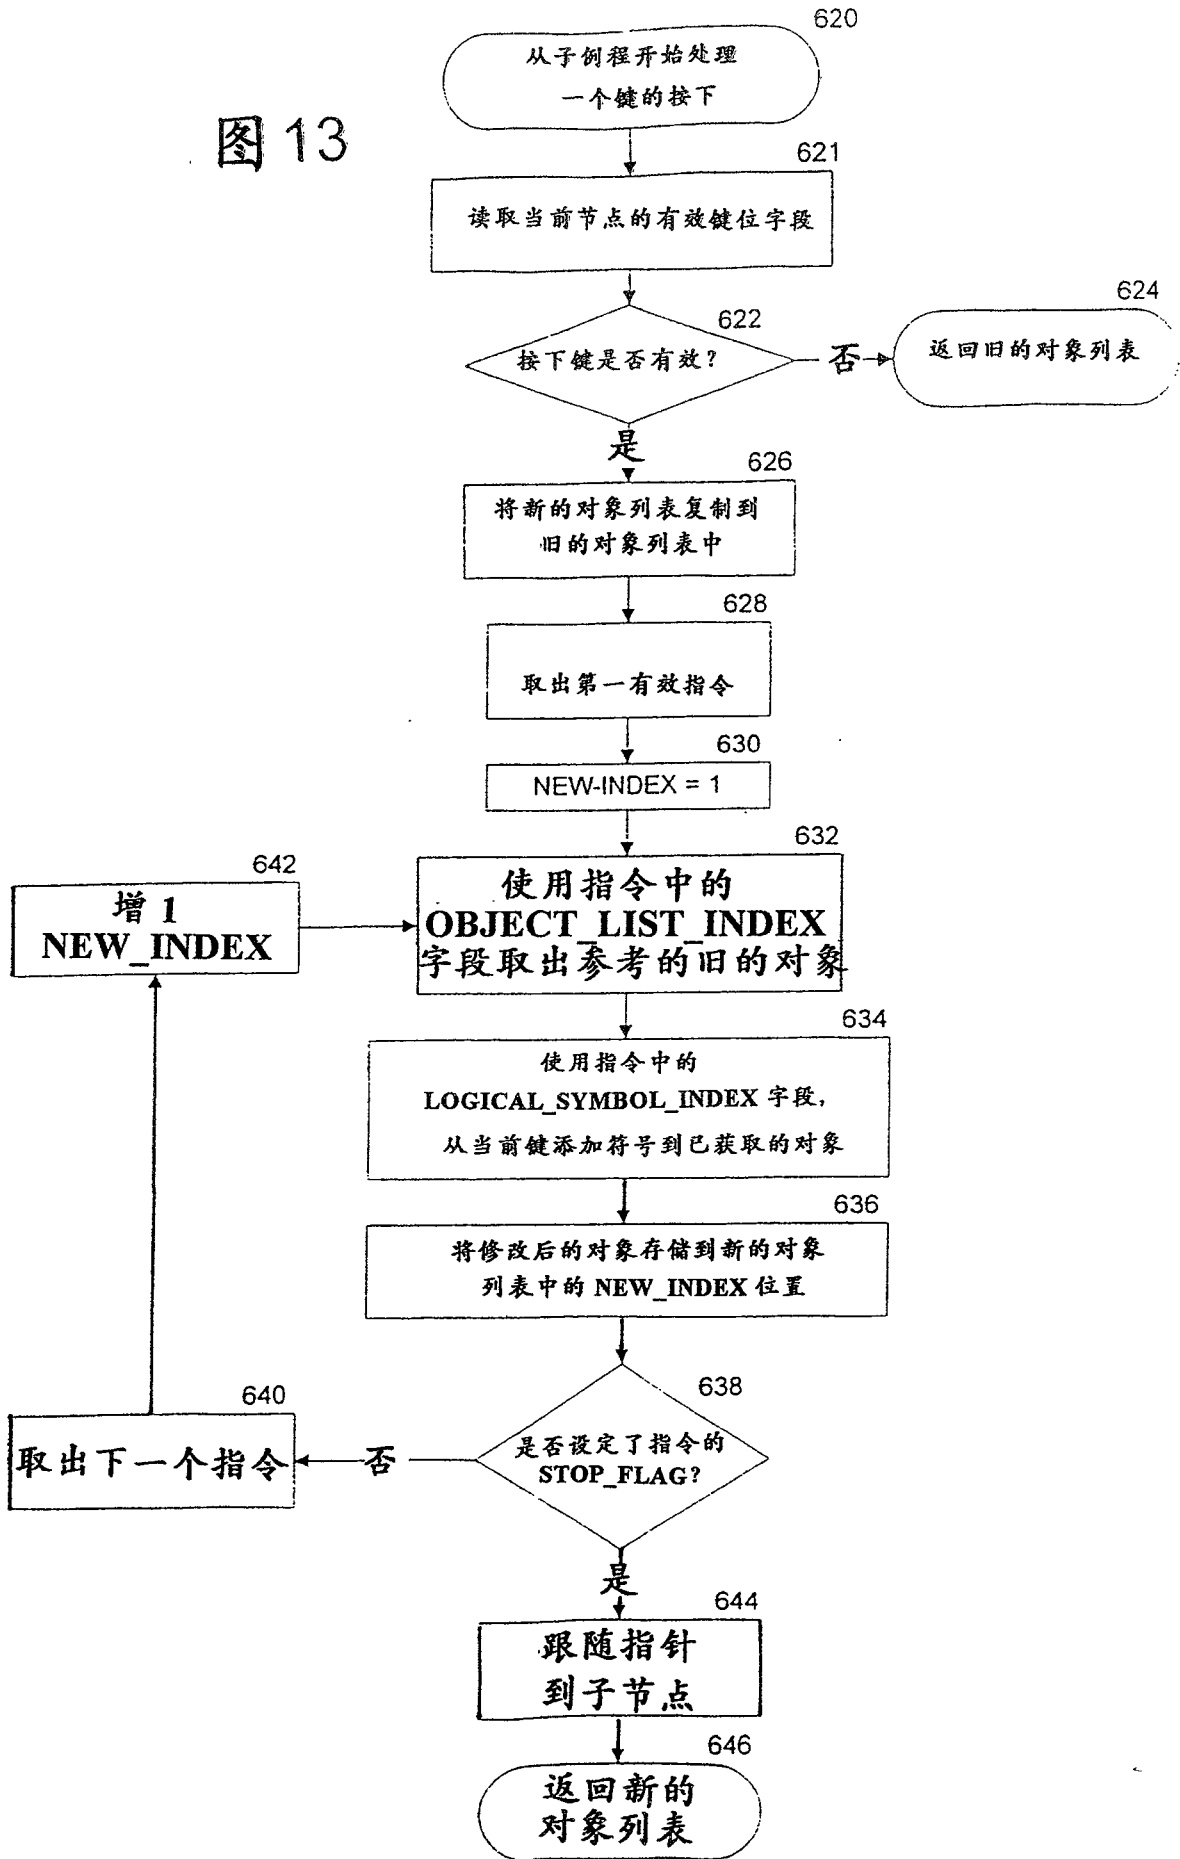 620
从子例程开始处理
一个键的按下
图 13
621
读取当前节点的有效键位字段
622
按下键是否有效?
否
624
返回旧的对象列表
是
626
将新的对象列表复制到
旧的对象列表中
628
取出第一有效指令
630
NEW-INDEX = 1
632
使用指令中的
OBJECT_LIST_INDEX
字段取出参考的旧的对象
642
增 1
NEW_INDEX
634
使用指令中的
LOGICAL_SYMBOL_INDEX 字段,
从当前键添加符号到已获取的对象
636
将修改后的对象存储到新的对象
列表中的 NEW_INDEX 位置
638
是否设定了指令的
STOP_FLAG?
否
640
取出下一个指令
是
644
跟随指针
到子节点
646
返回新的
对象列表